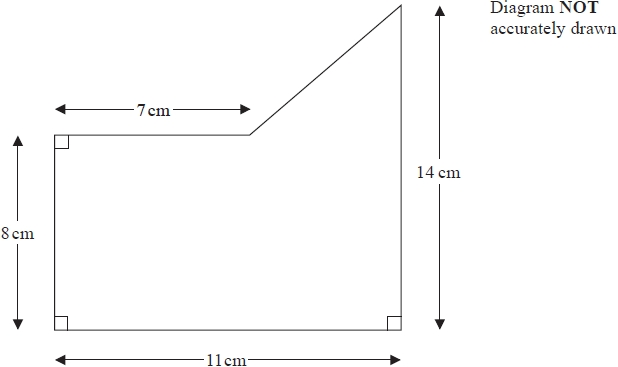 Diagram NOT
accurately drawn
7 cm
14 cm
8 cm
11 cm